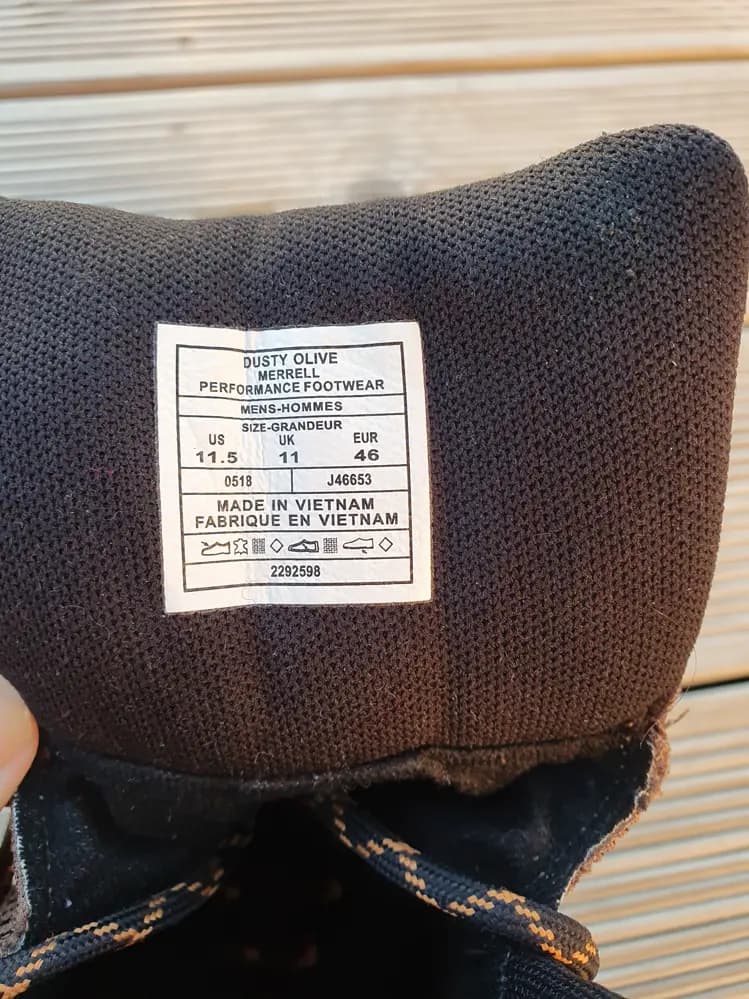 DUSTY OLIVE
MERRELL
PERFORMANCE FOOTWEAR
MENS-HOMMES
SIZE-GRANDEUR
US UK EUR
11.5 11 46
0518 J46653
MADE IN VIETNAM
FABRIQUE EN VIETNAM
2292598